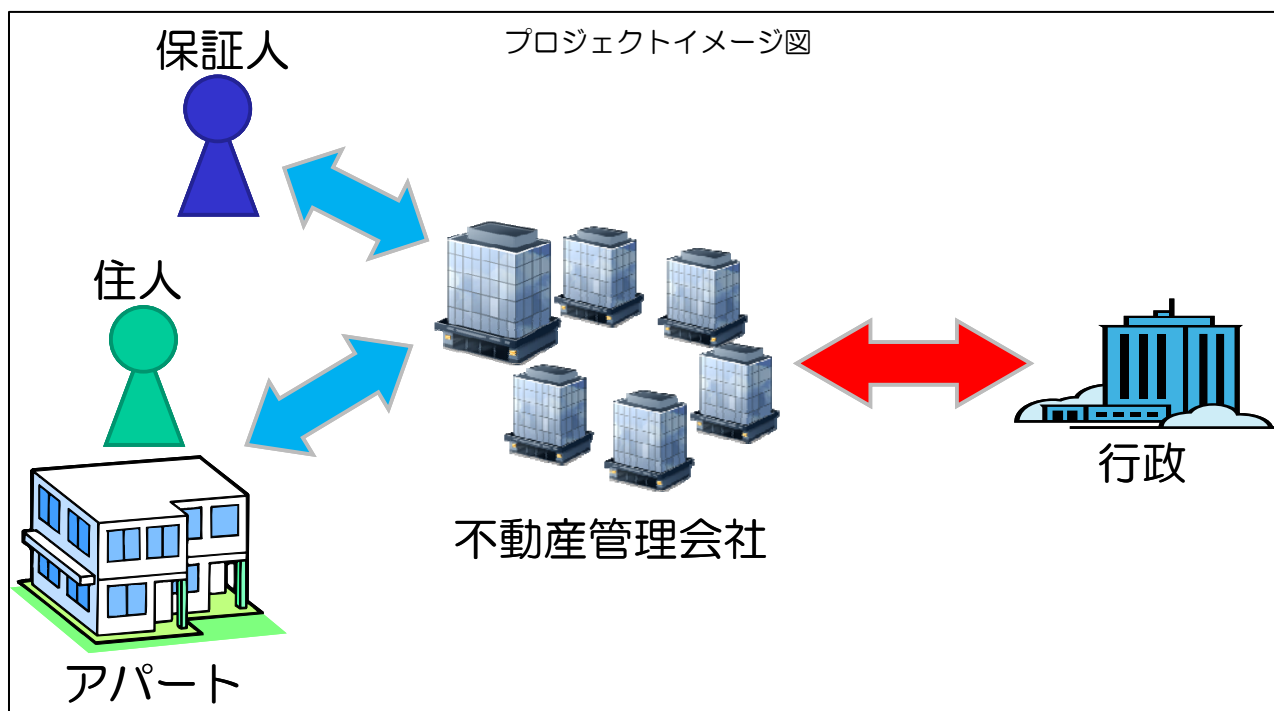 プロジェクトイメージ図
保証人
住人
アパート
不動産管理会社
行政